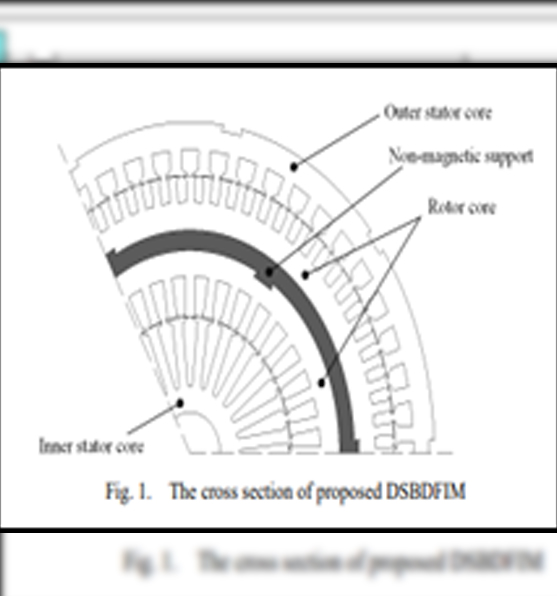 Outer stator core
Non-magnetic support
Rotor core
Inner stator core
Fig. 1. The cross section of proposed DSBDFIM
Fig. 1. The cross section of proposed DSBDFIM